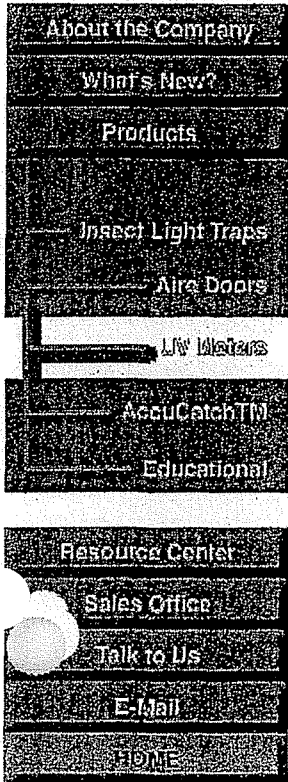 About the Company
What's New?
Products
Insect Light Traps
Aire Doors
UV Meters
AccuCatchTM
Educational
Resource Center
Sales Office
Talk to Us
E-Mail
HOME